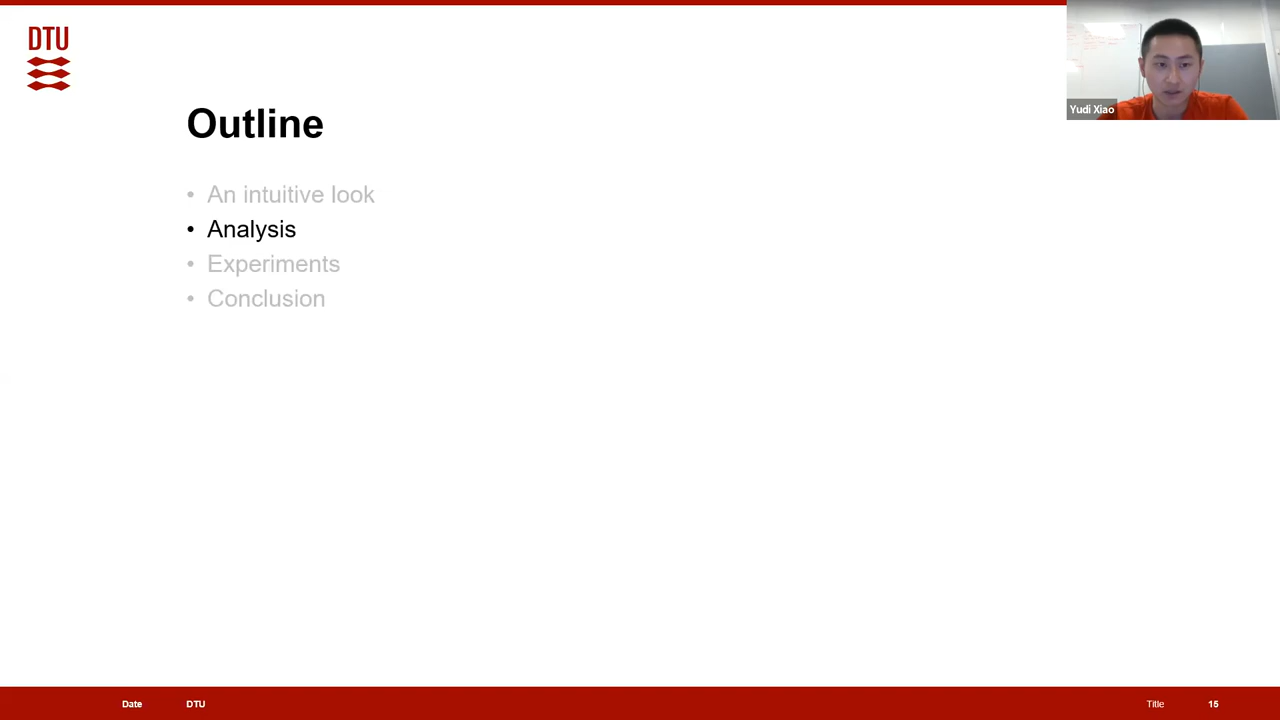 DTU
Yudi Xiao
Outline
• An intuitive look
• Analysis
• Experiments
• Conclusion
Date DTU Title 15